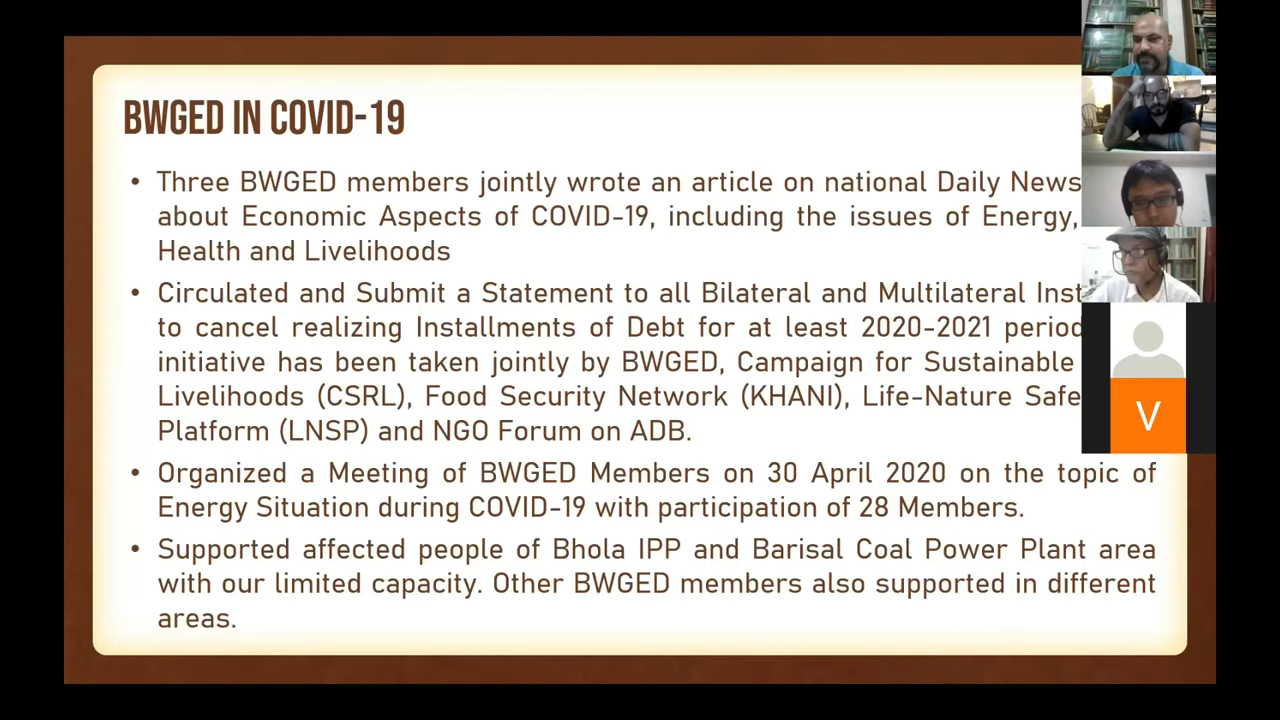 BWGED IN COVID-19
• Three BWGED members jointly wrote an article on national Daily News
about Economic Aspects of COVID-19, including the issues of Energy,
Health and Livelihoods
• Circulated and Submit a Statement to all Bilateral and Multilateral Inst
to cancel realizing Installments of Debt for at least 2020-2021 period
initiative has been taken jointly by BWGED, Campaign for Sustainable
Livelihoods (CSRL), Food Security Network (KHANI), Life-Nature Safe
Platform (LNSP) and NGO Forum on ADB.
• Organized a Meeting of BWGED Members on 30 April 2020 on the topic of
Energy Situation during COVID-19 with participation of 28 Members.
• Supported affected people of Bhola IPP and Barisal Coal Power Plant area
with our limited capacity. Other BWGED members also supported in different
areas.
V